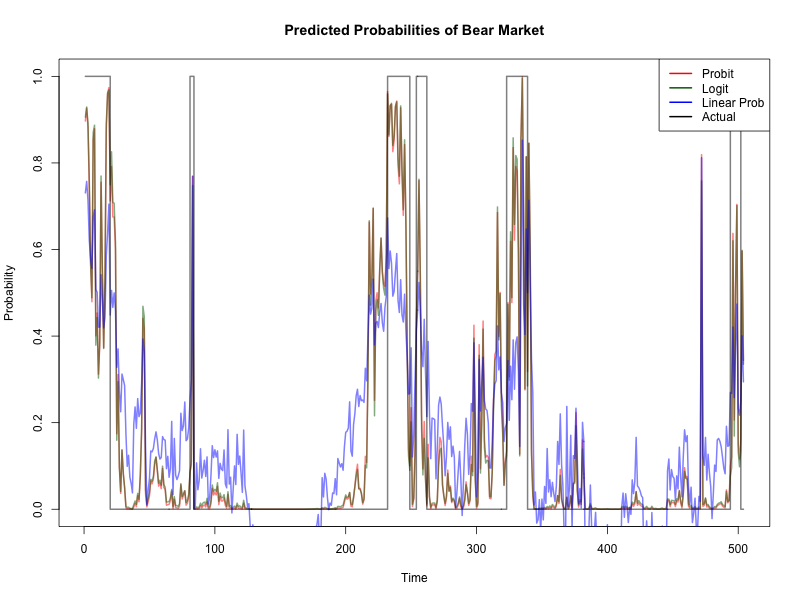 Predicted Probabilities of Bear Market
Probit
Logit
Linear Prob
Actual
1.0
0.8
0.6
0.4
0.2
0.0
Probability
0 100 200 300 400 500
Time